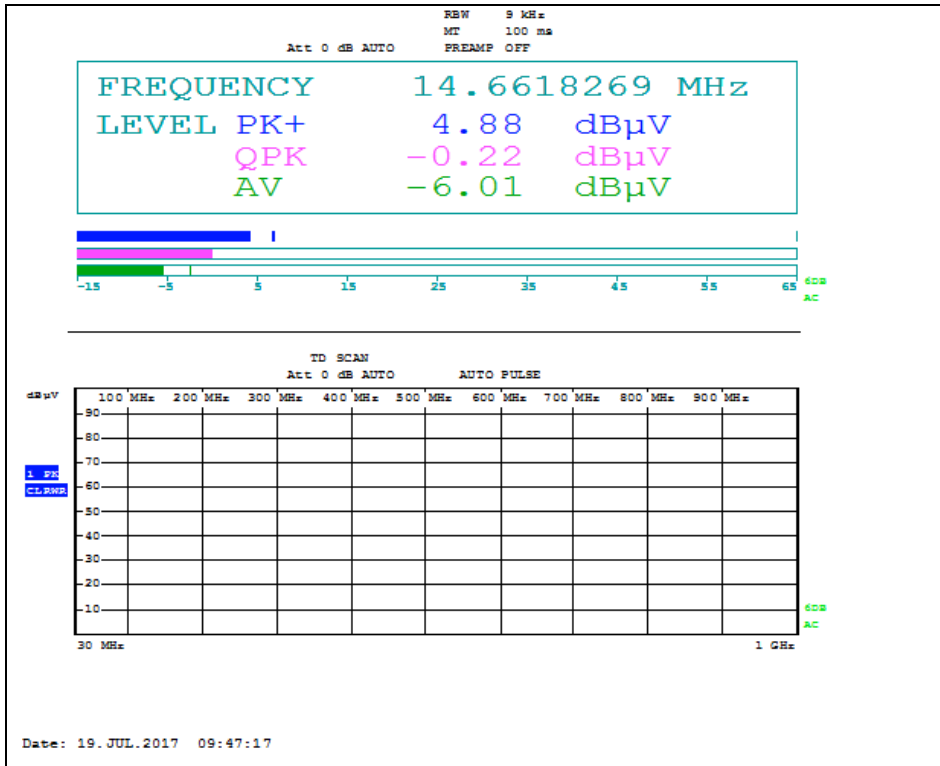 RBW 9 kHz
MT 100 ms
Att 0 dB AUTO PREAMP OFF
FREQUENCY 14.6618269 MHz
LEVEL PK+ 4.88 dBµV
QPK -0.22 dBµV
AV -6.01 dBµV
-15 -5 5 15 25 35 45 55 65
6DB
AC
TD SCAN
Att 0 dB AUTO AUTO PULSE
dBµV 100 MHz 200 MHz 300 MHz 400 MHz 500 MHz 600 MHz 700 MHz 800 MHz 900 MHz
90
80
70
1 PK
60
CLRWR
50
40
30
20
10
6DB
AC
30 MHz 1 GHz
Date: 19.JUL.2017 09:47:17